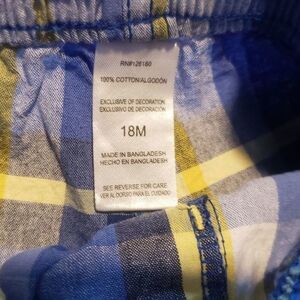 RN#126160
100% COTTON/ALGODÓN
EXCLUSIVE OF DECORATION
EXCLUSIVO DE DECORACIÓN
18M
MADE IN BANGLADESH
HECHO EN BANGLADESH
SEE REVERSE FOR CARE
VER AL DORSO PARA EL CUIDADO